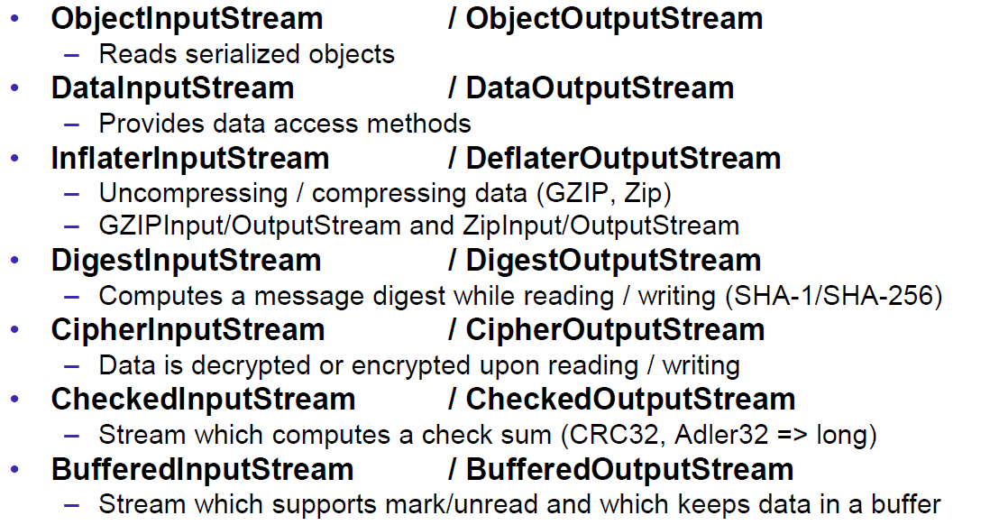 • ObjectInputStream / ObjectOutputStream
– Reads serialized objects
• DataInputStream / DataOutputStream
– Provides data access methods
• InflaterInputStream / DeflaterOutputStream
– Uncompressing / compressing data (GZIP, Zip)
– GZIPInput/OutputStream and ZipInput/OutputStream
• DigestInputStream / DigestOutputStream
– Computes a message digest while reading / writing (SHA-1/SHA-256)
• CipherInputStream / CipherOutputStream
– Data is decrypted or encrypted upon reading / writing
• CheckedInputStream / CheckedOutputStream
– Stream which computes a check sum (CRC32, Adler32 => long)
• BufferedInputStream / BufferedOutputStream
– Stream which supports mark/unread and which keeps data in a buffer